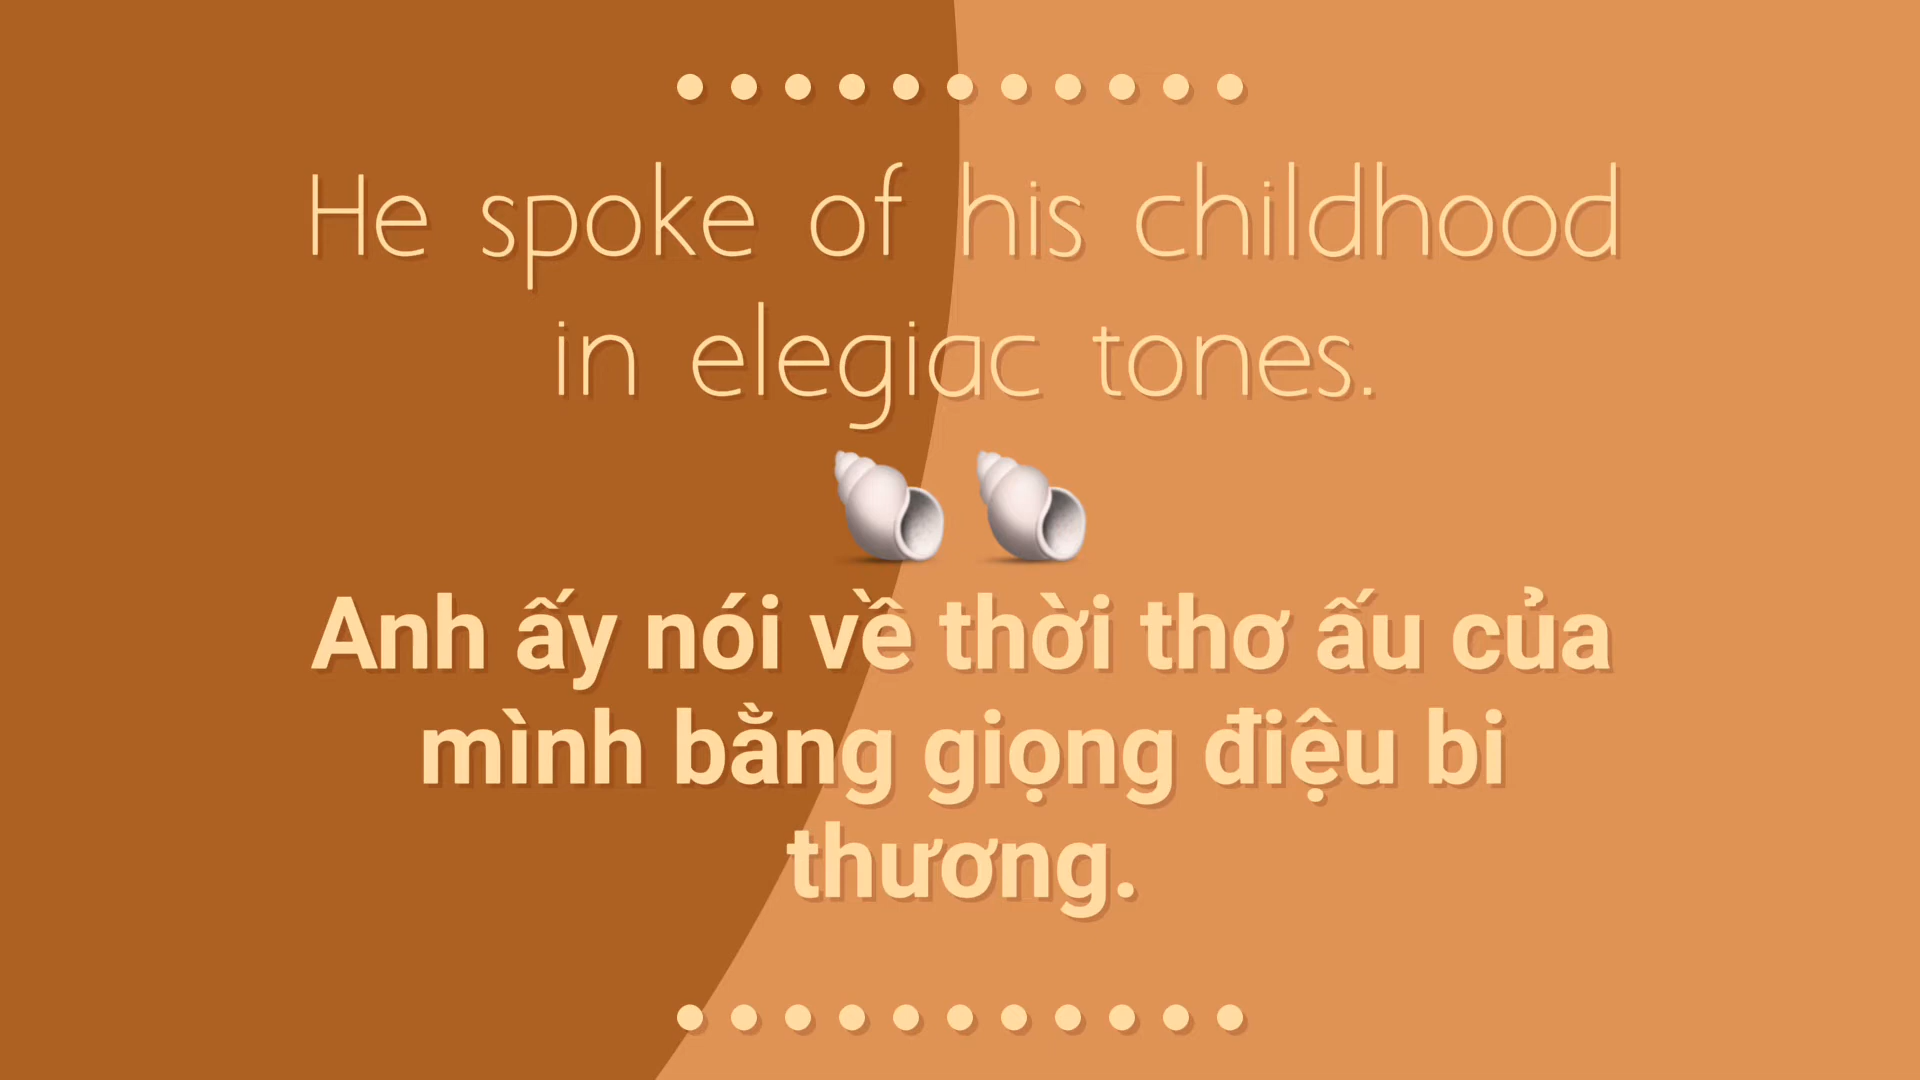 He spoke of his childhood
in elegiac tones.
Anh ấy nói về thời thơ ấu của
mình bằng giọng điệu bi
thương.